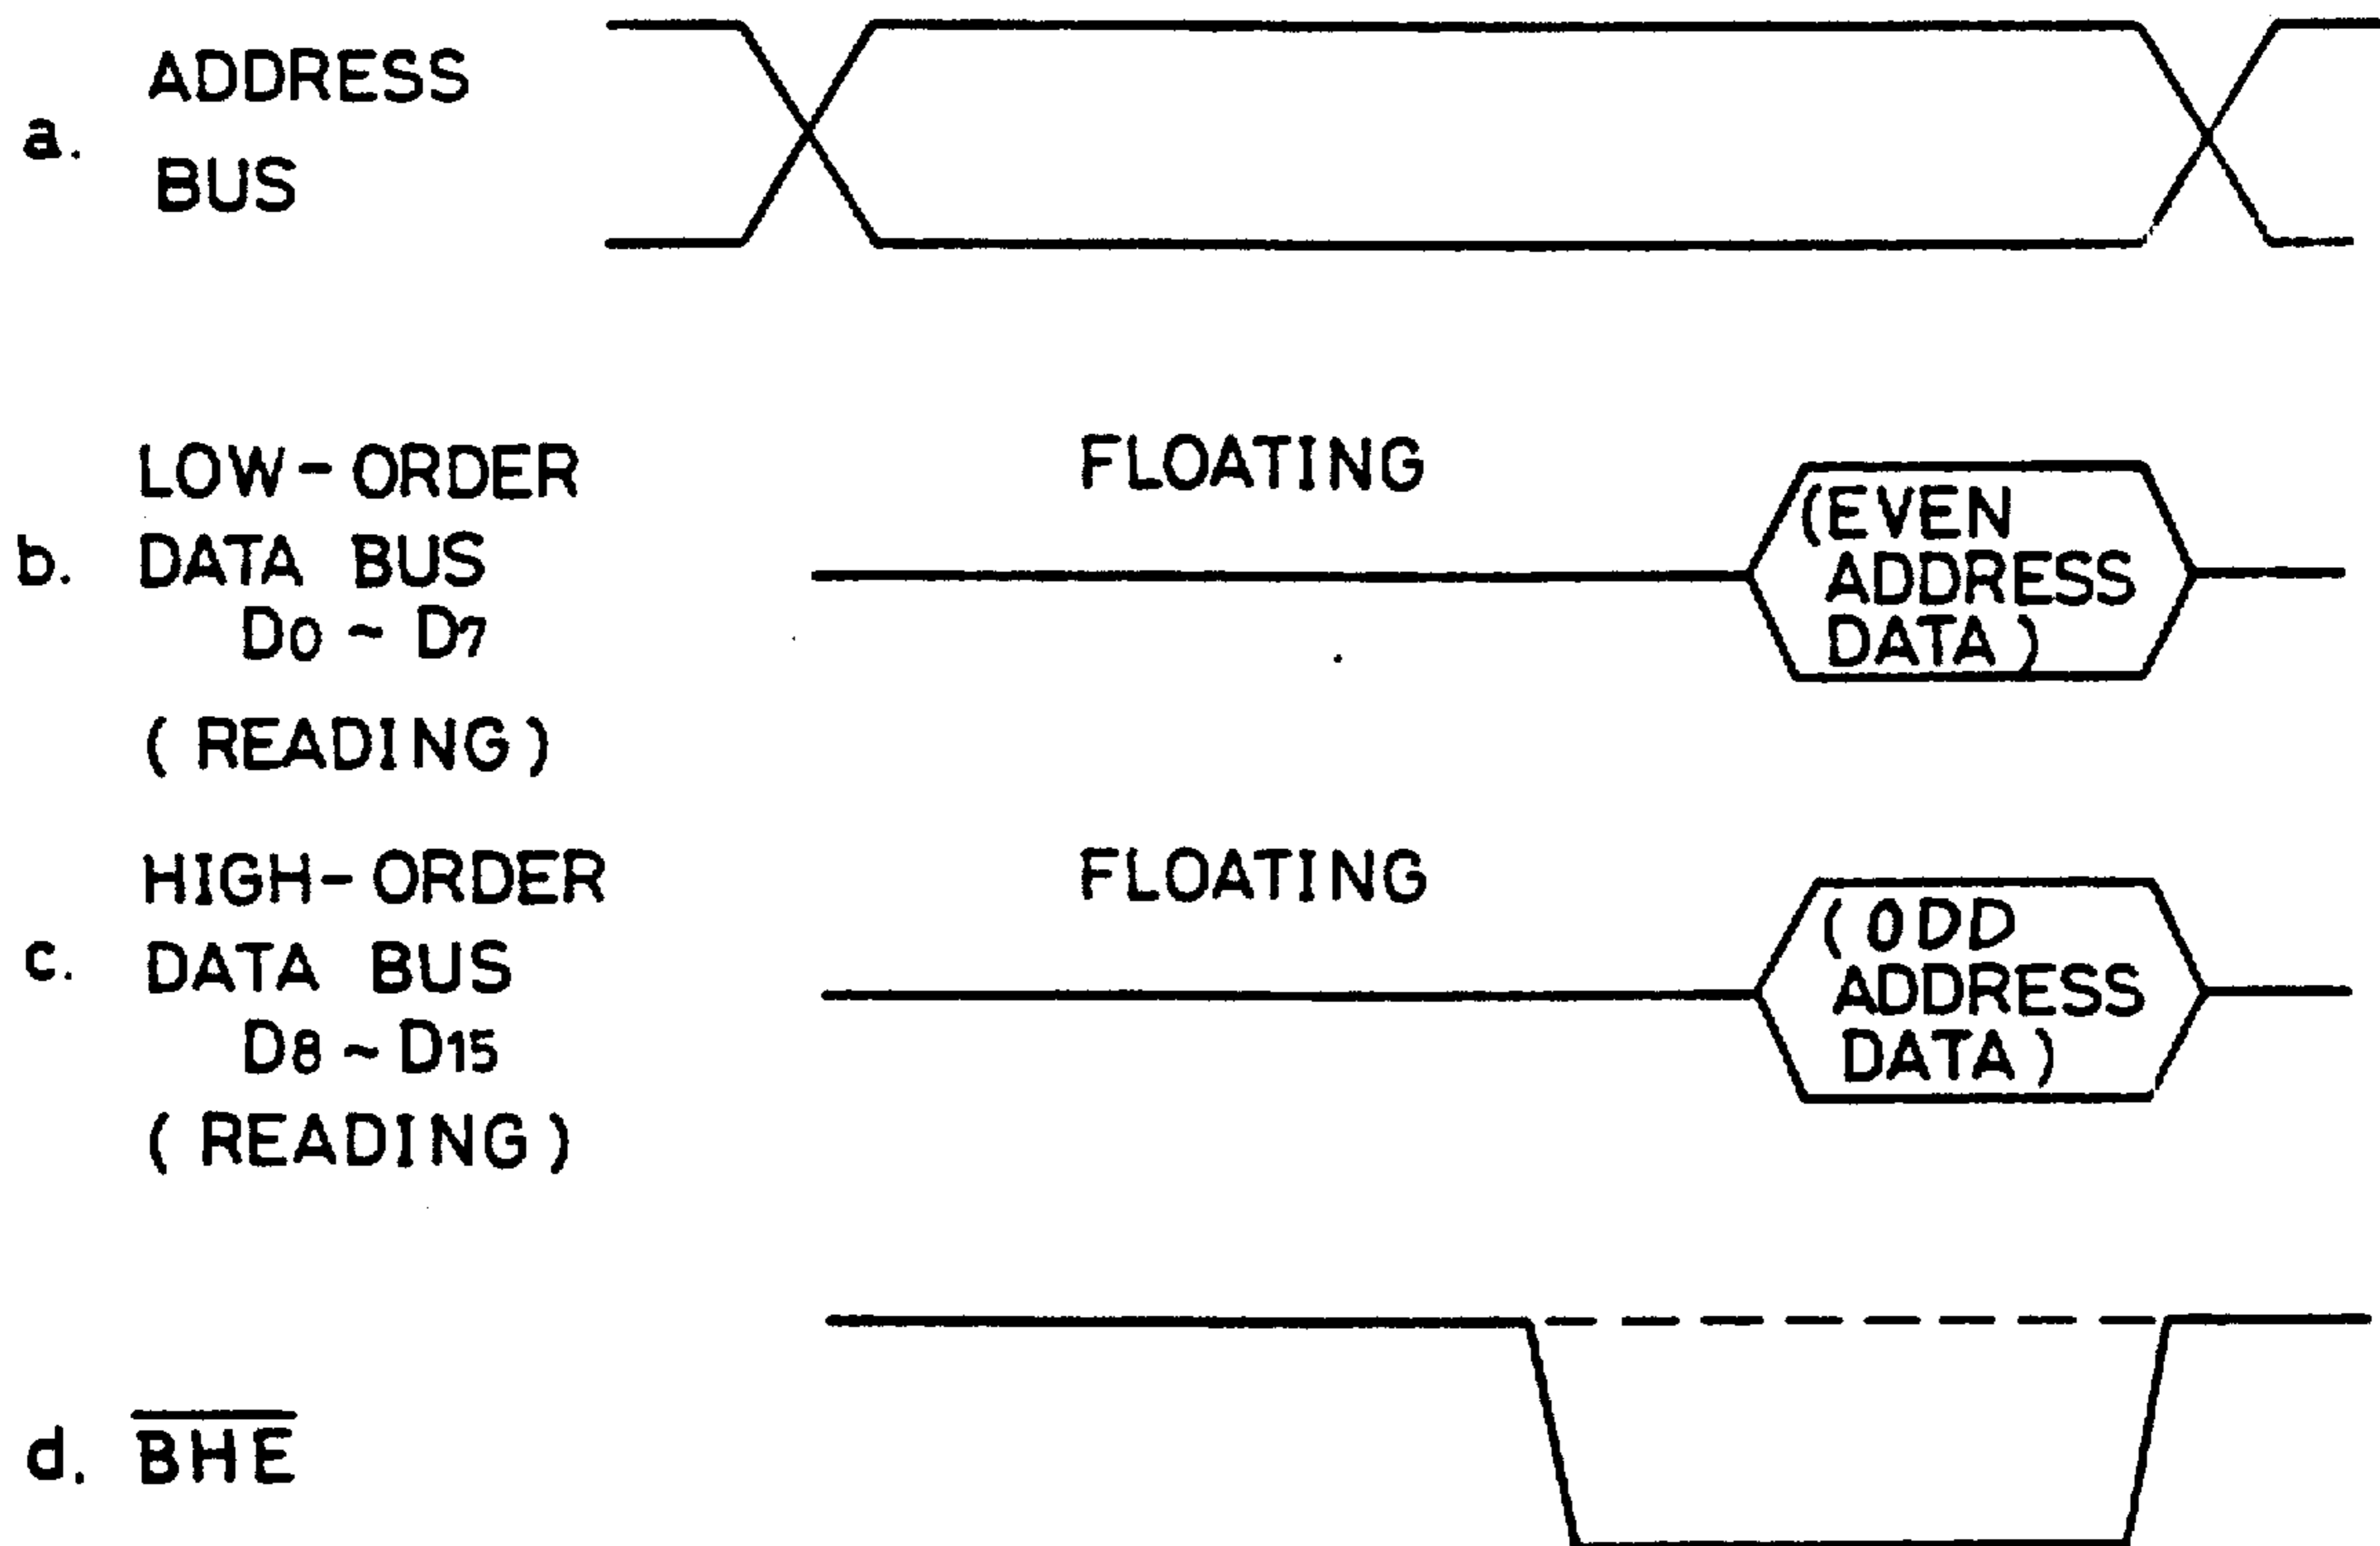 a. ADDRESS
BUS
b. LOW-ORDER
DATA BUS
D0 ~ D7
(READING)
FLOATING
(EVEN
ADDRESS
DATA)
c. HIGH-ORDER
DATA BUS
D8 ~ D15
(READING)
FLOATING
(ODD
ADDRESS
DATA)
d. B̅H̅E̅